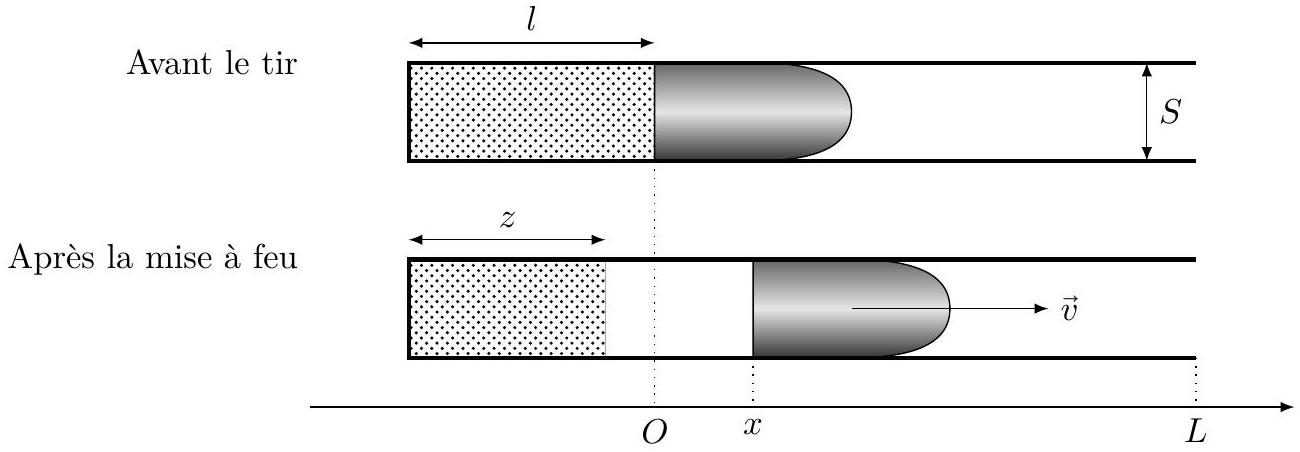 l
Avant le tir
S
z
Après la mise à feu
v⃗
O
x
L